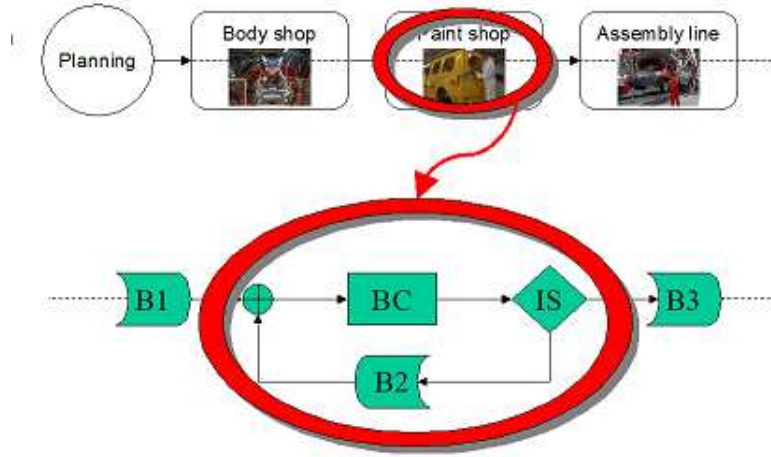 Planning
Body shop
Paint shop
Assembly line
B1
BC
IS
B3
B2